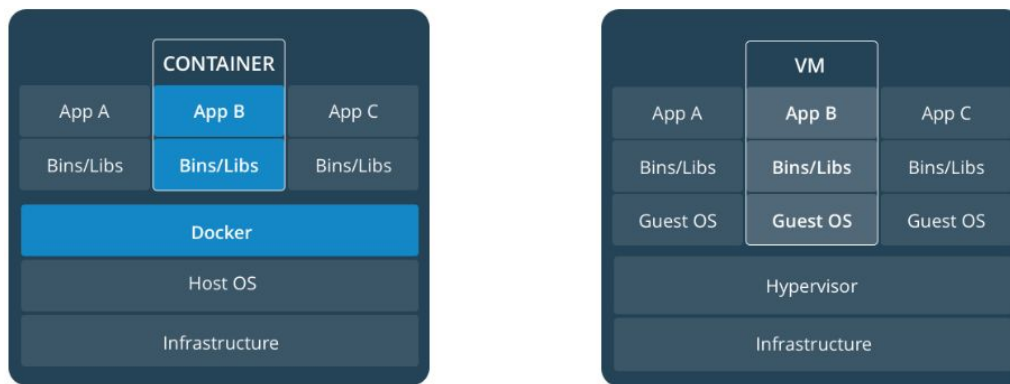 CONTAINER
App A App B App C
Bins/Libs Bins/Libs Bins/Libs
Docker
Host OS
Infrastructure
VM
App A App B App C
Bins/Libs Bins/Libs Bins/Libs
Guest OS Guest OS Guest OS
Hypervisor
Infrastructure